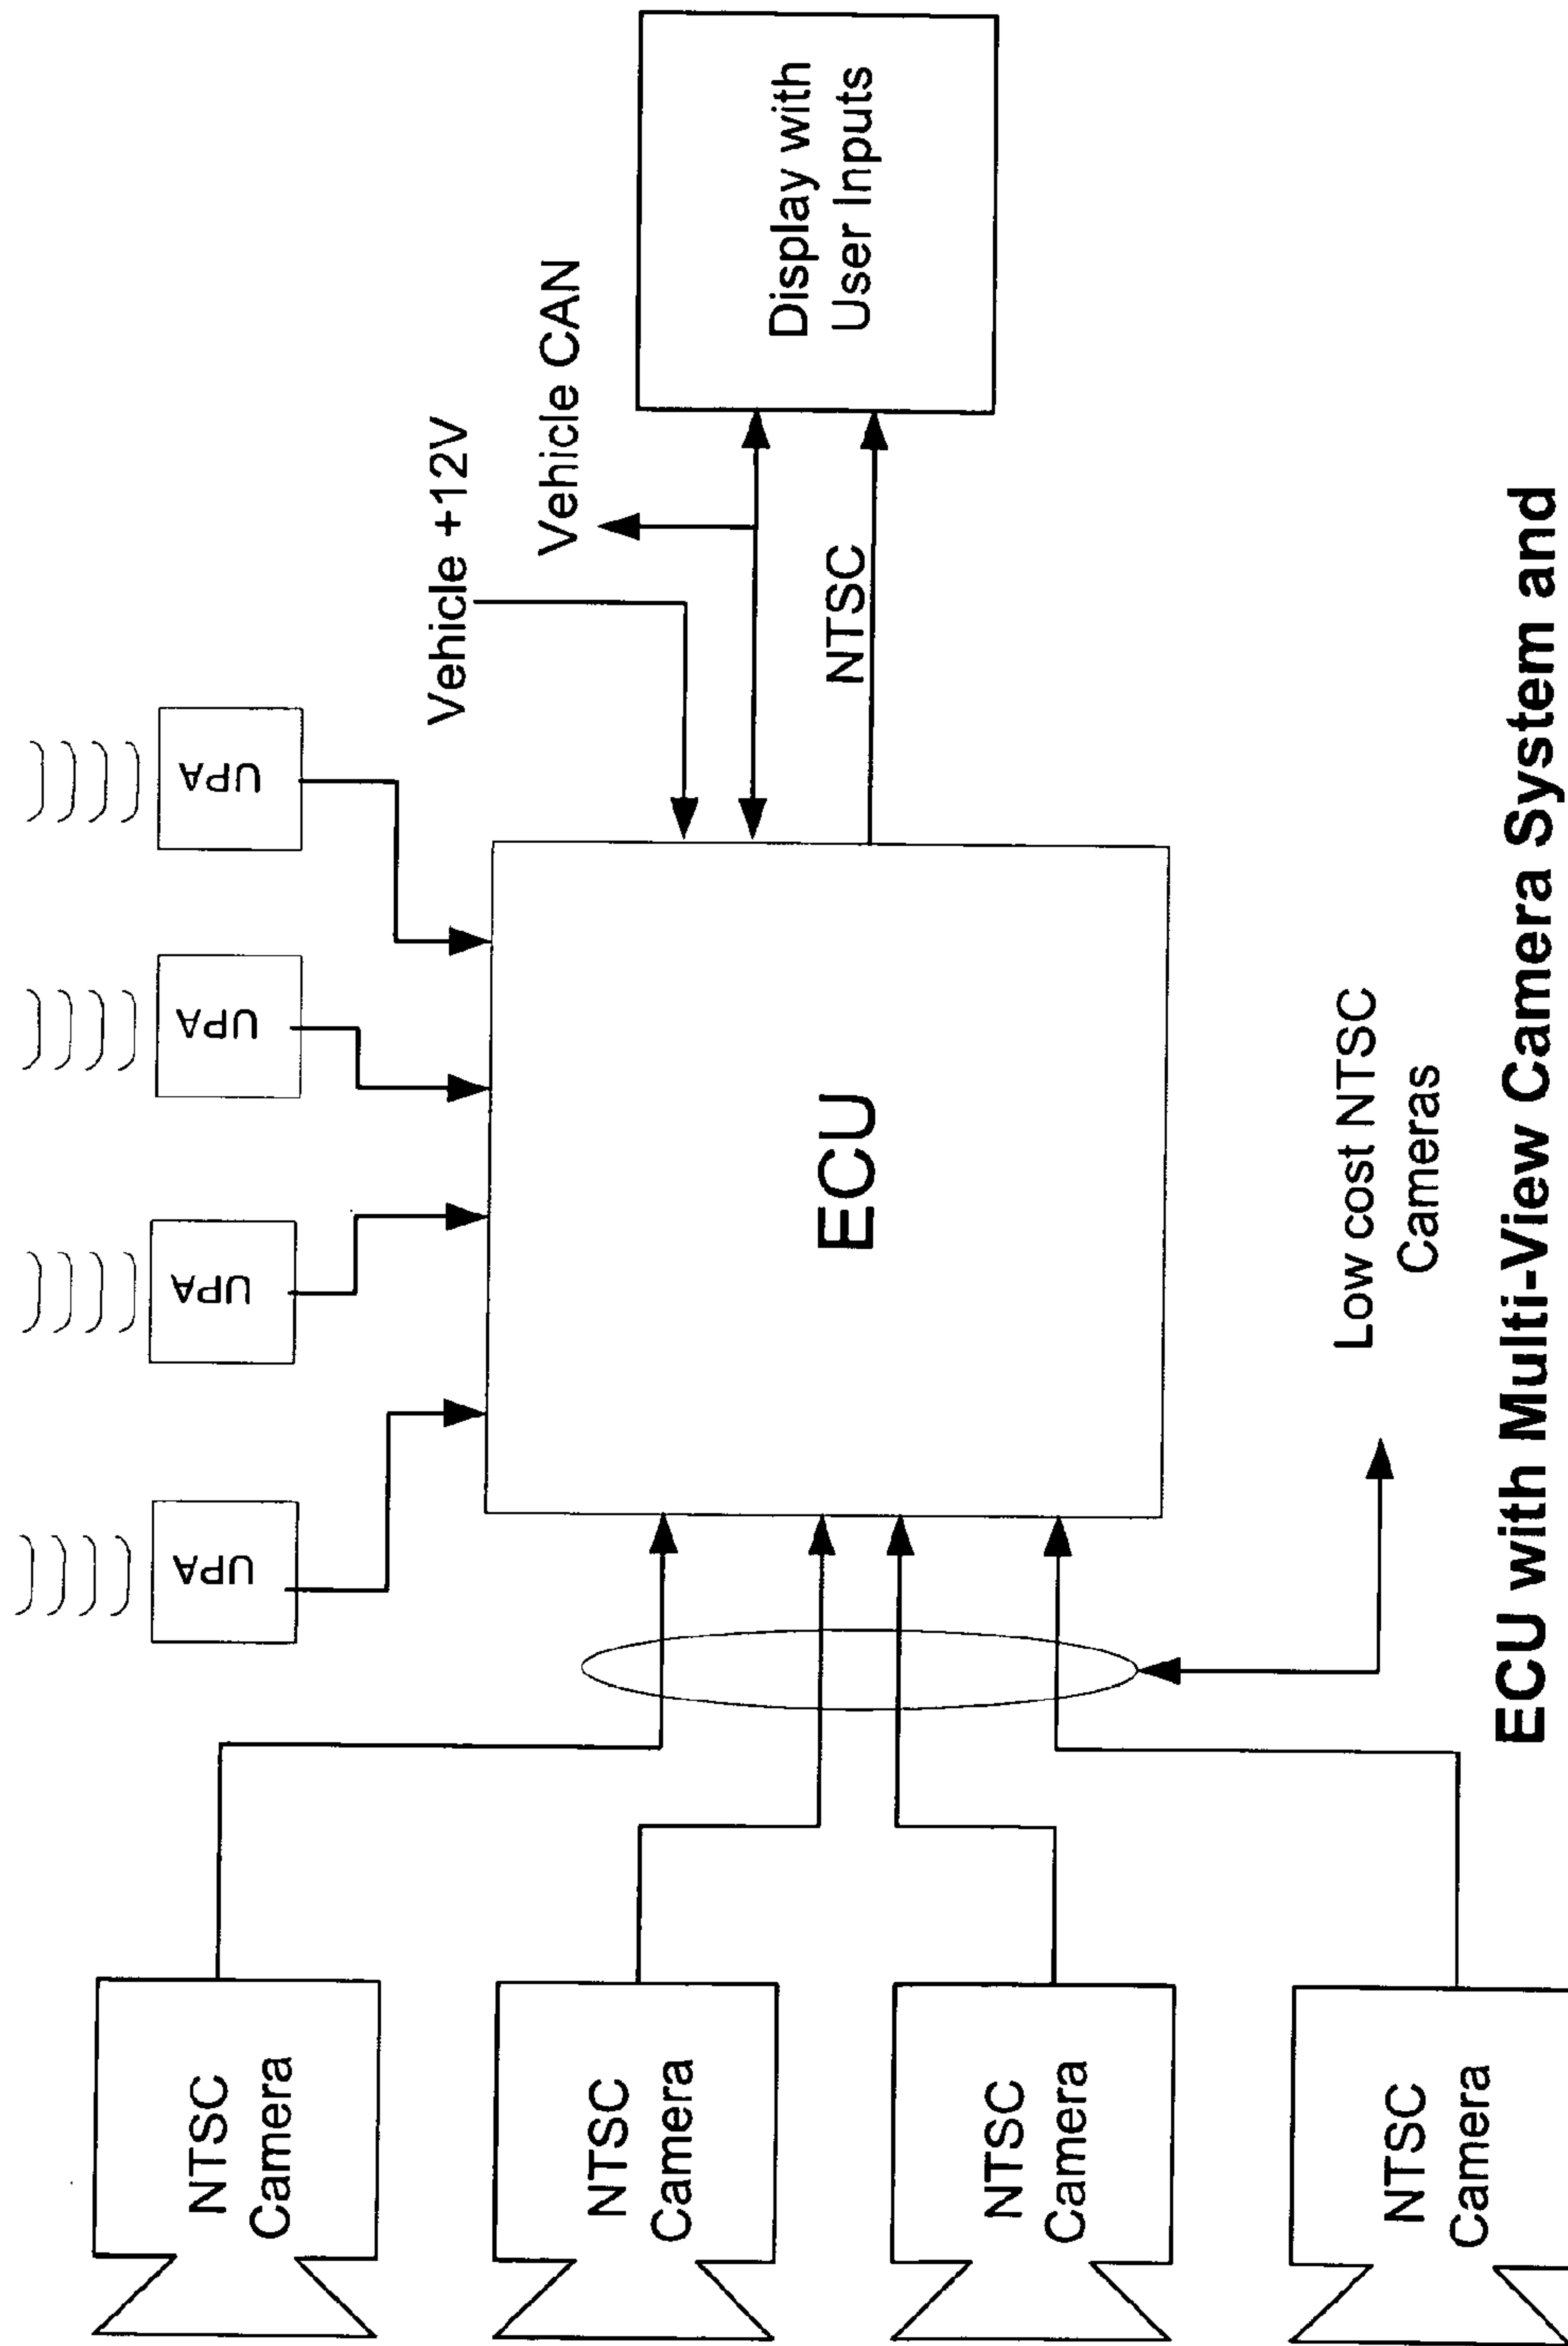 UPA
UPA
UPA
UPA
NTSC
Camera
NTSC
Camera
NTSC
Camera
NTSC
Camera
ECU
Vehicle +12V
Vehicle CAN
NTSC
Display with
User Inputs
Low cost NTSC
Cameras
ECU with Multi-View Camera System and